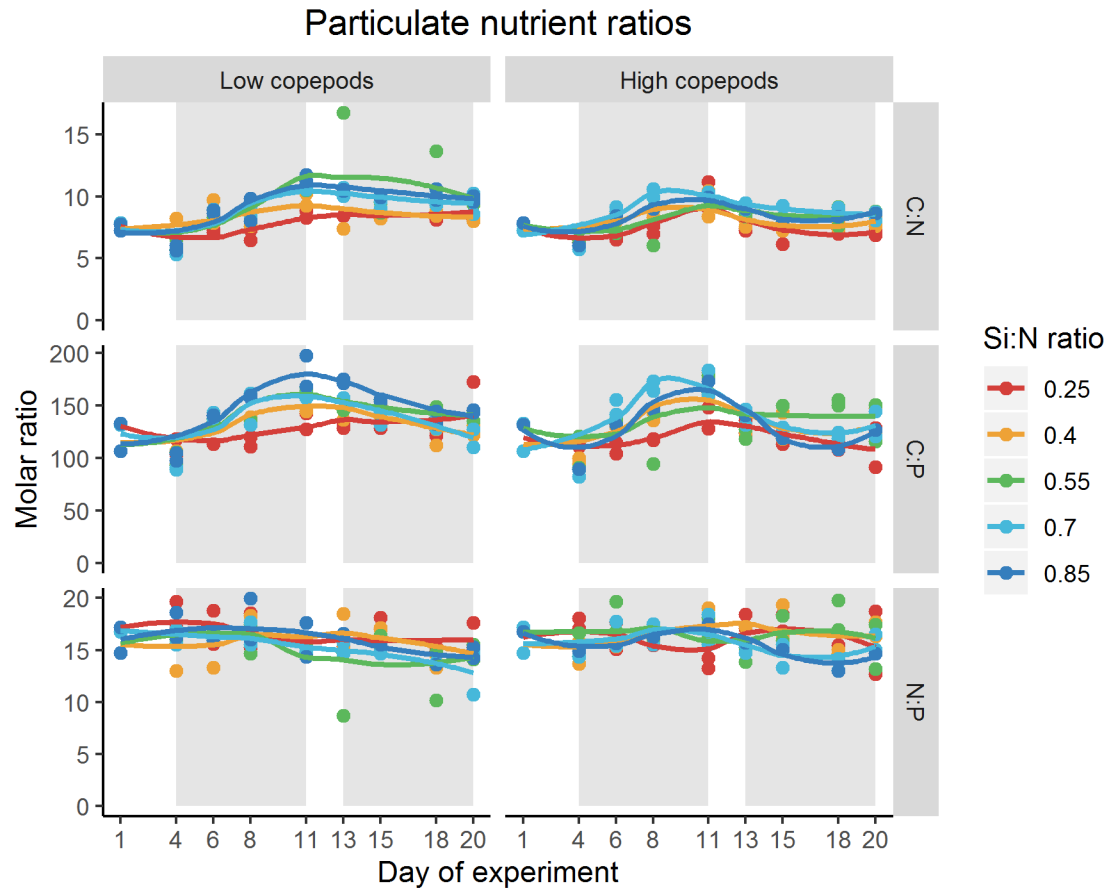 Particulate nutrient ratios
Low copepods High copepods
15
10
5
0
C:N
200
150
100
50
0
C:P
20
15
10
5
0
N:P
Molar ratio
1 4 6 8 11 13 15 18 20 1 4 6 8 11 13 15 18 20
Day of experiment
Si:N ratio
0.25
0.4
0.55
0.7
0.85